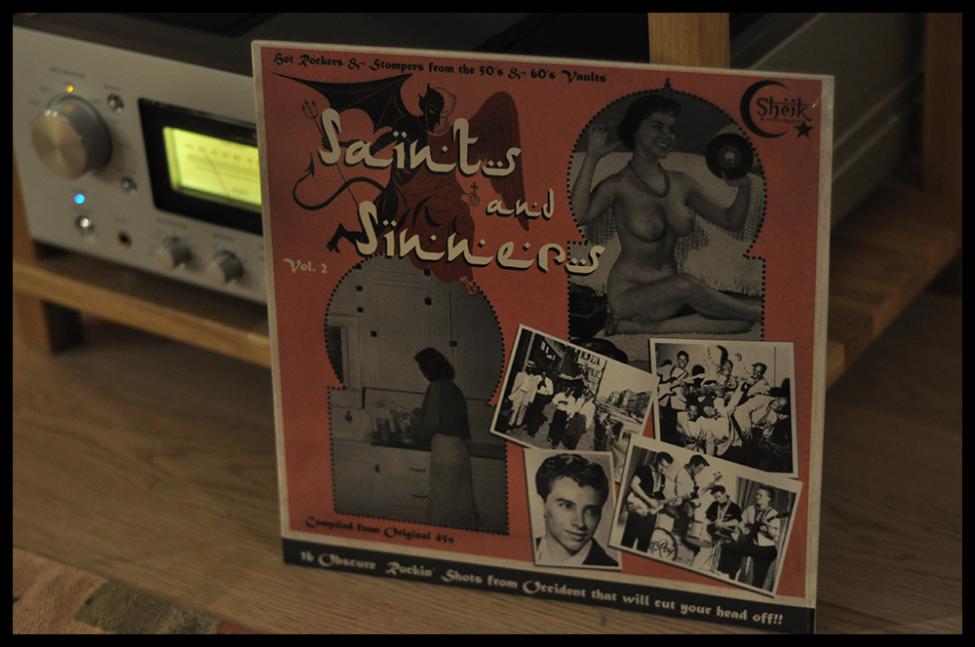 Hot Rockers & Stompers from the 50's & 60's Vaults
Sheik
Saints
and
Sinners
Vol. 2
Compiled from Original 45s
16 Obscure Rockin' Shots from Occident that will cut your head off!!